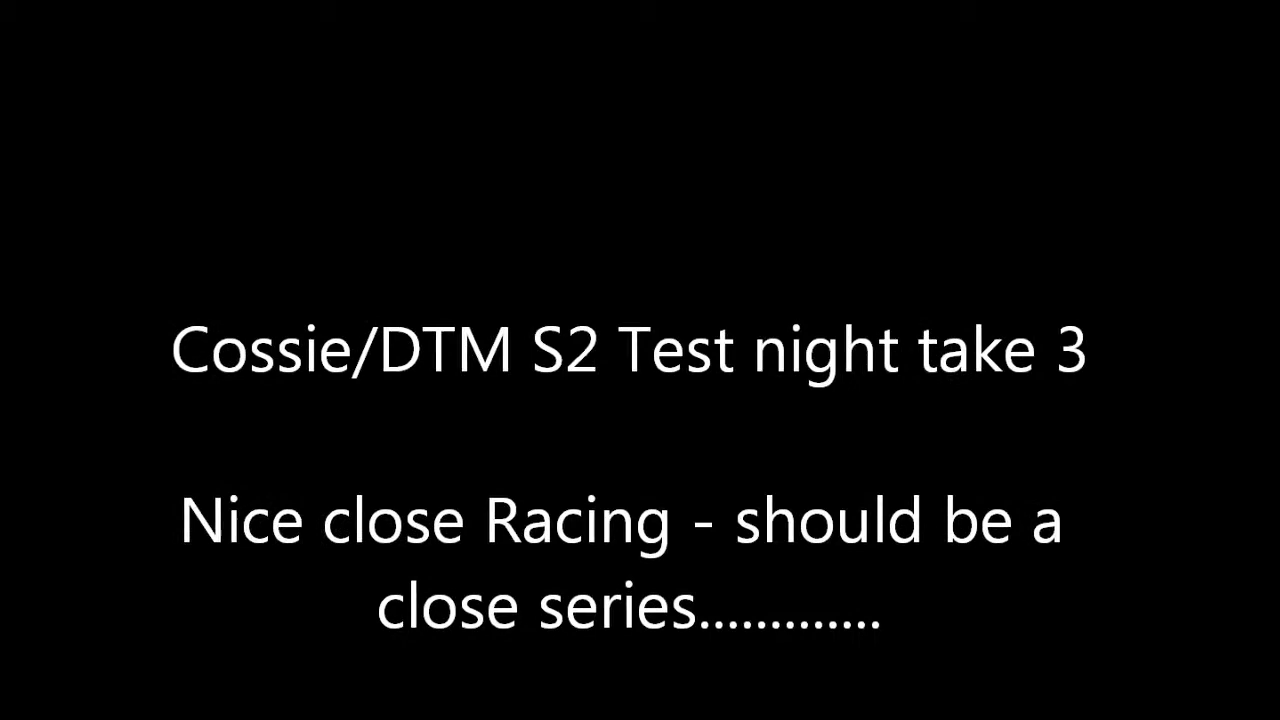 Cossie/DTM S2 Test night take 3
Nice close Racing - should be a
close series.............